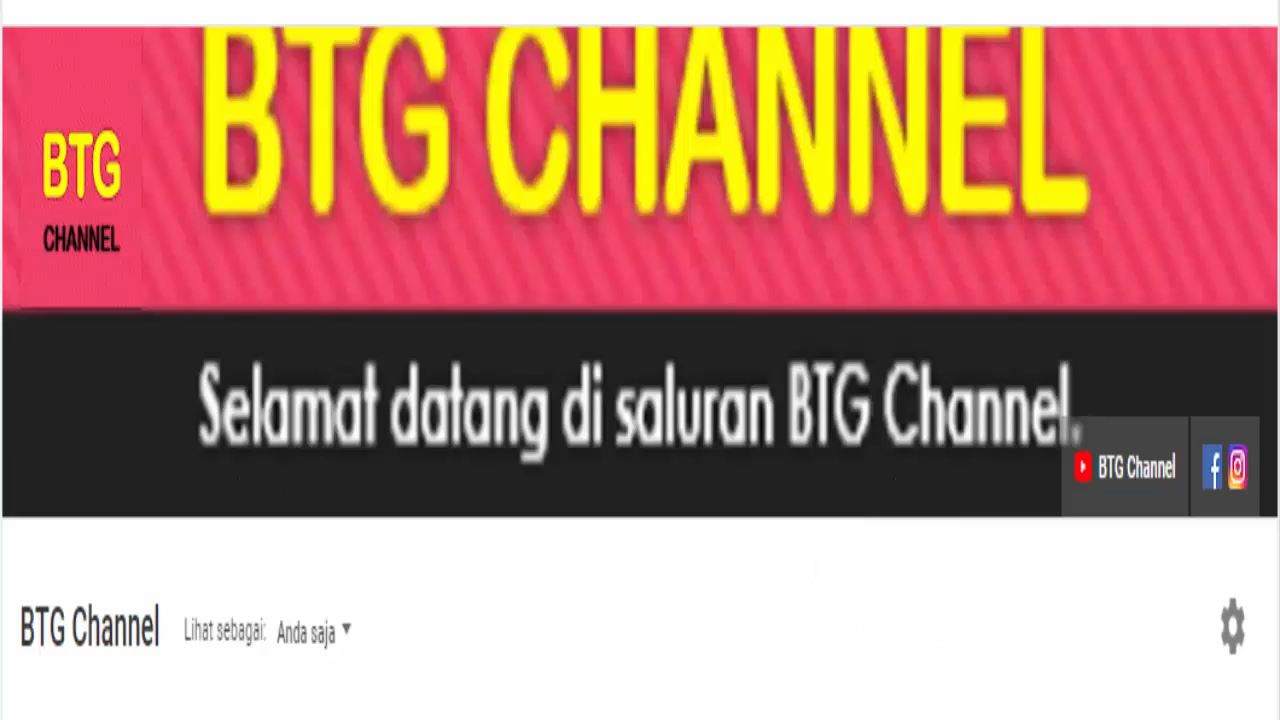 BTG CHANNEL
BTG
CHANNEL
Selamat datang di saluran BTG Channel.
BTG Channel
BTG Channel Lihat sebagai: Anda saja